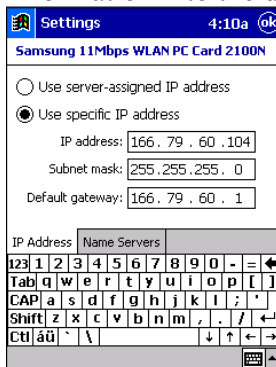 Settings 4:10a ok
Samsung 11Mbps WLAN PC Card 2100N
Use server-assigned IP address
Use specific IP address
IP address: 166. 79 . 60 .104
Subnet mask: 255.255.255. 0
Default gateway: 166. 79 . 60 . 1
IP Address Name Servers
123 1 2 3 4 5 6 7 8 9 0 - =
Tab q w e r t y u i o p [ ]
CAP a s d f g h j k l ; '
Shift z x c v b n m , . /
Ctl áü ` \